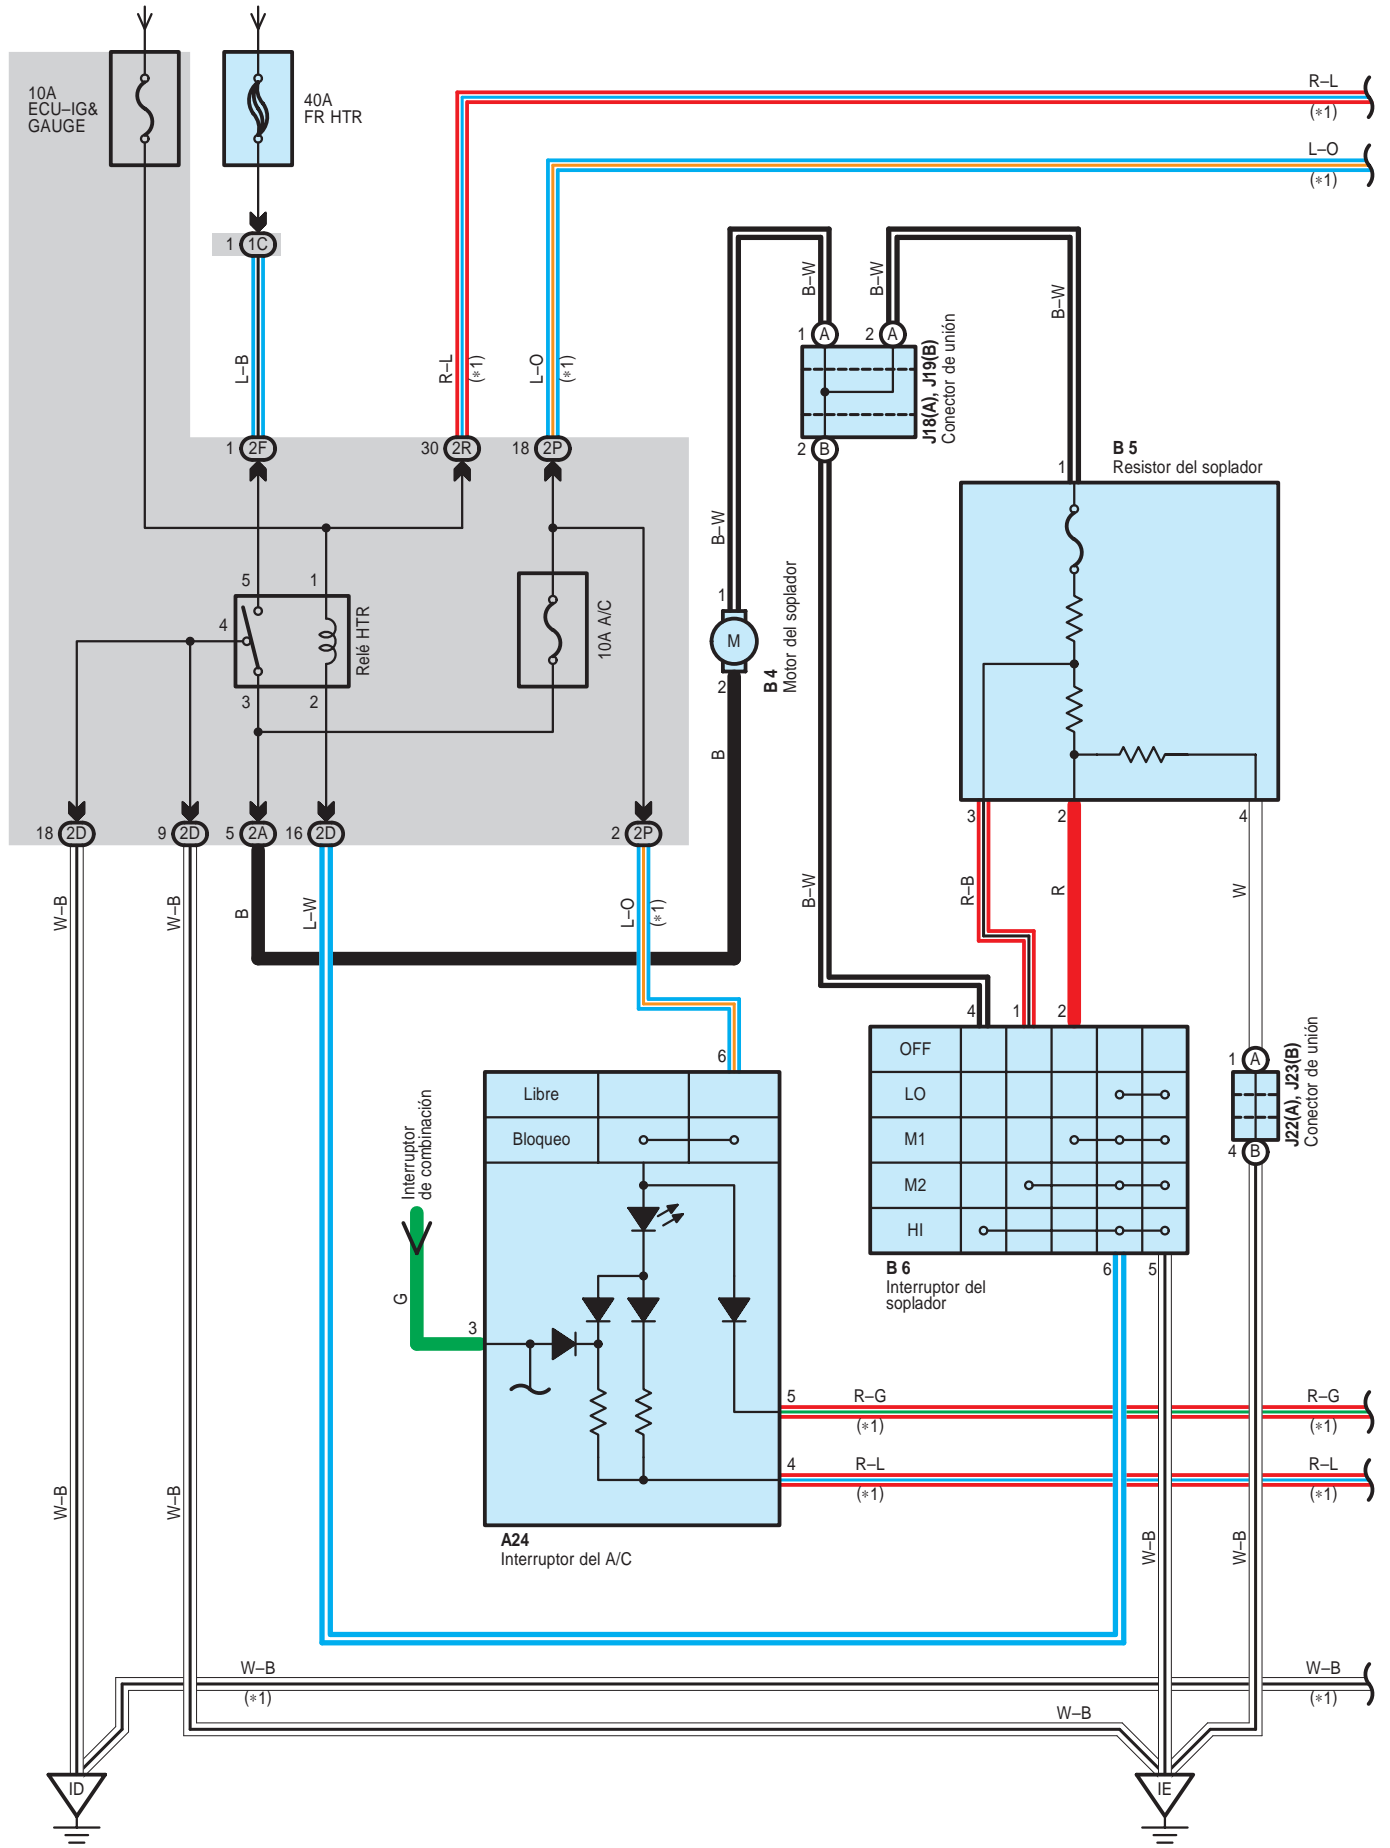 10A
ECU–IG&
GAUGE
40A
FR HTR
R–L
(*1)
L–O
(*1)
1 1C
L–B
R–L
(*1)
L–O
(*1)
B–W
B–W
B–W
1 A
2 A
J18(A), J19(B)
Conector de unión
2 B
1 2F
30 2R
18 2P
B 5
Resistor del soplador
1
B–W
5
1
4
3
2
Relé HTR
10A A/C
1
M
2
B 4
Motor del soplador
B
18 2D
9 2D
5 2A
16 2D
2 2P
3
2
4
W–B
W–B
B
L–W
L–O
(*1)
B–W
R–B
R
W
4
1
2
OFF
LO
M1
M2
HI
6
5
B 6
Interruptor del
soplador
1 A
J22(A), J23(B)
Conector de unión
4 B
6
Libre
Bloqueo
Interruptor
de combinación
G
3
5
R–G
(*1)
R–G
(*1)
4
R–L
(*1)
R–L
(*1)
A24
Interruptor del A/C
W–B
W–B
W–B
W–B
W–B
(*1)
W–B
(*1)
W–B
ID
IE